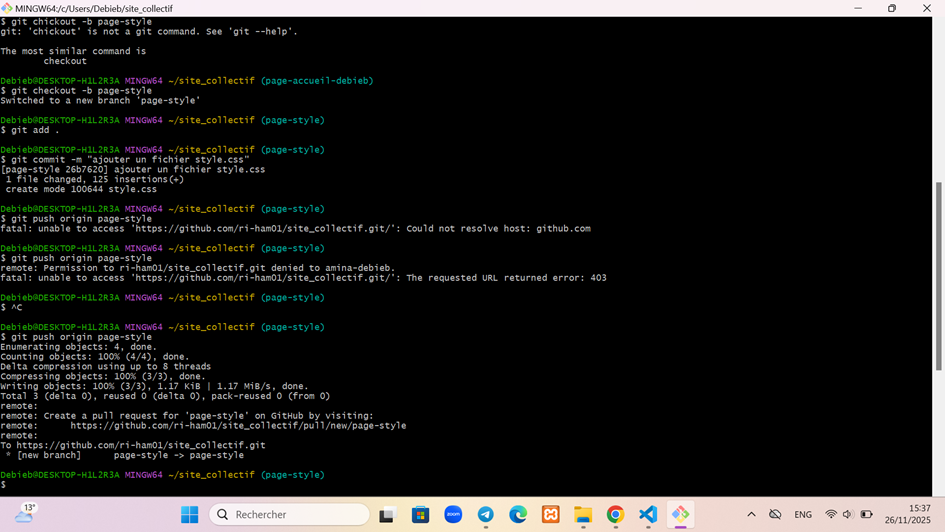 MINGW64:/c/Users/Debieb/site_collectif
$ git chickout -b page-style
git: 'chickout' is not a git command. See 'git --help'.
The most similar command is
checkout
Debieb@DESKTOP-H1L2R3A MINGW64 ~/site_collectif (page-accueil-debieb)
$ git checkout -b page-style
Switched to a new branch 'page-style'
Debieb@DESKTOP-H1L2R3A MINGW64 ~/site_collectif (page-style)
$ git add .
Debieb@DESKTOP-H1L2R3A MINGW64 ~/site_collectif (page-style)
$ git commit -m "ajouter un fichier style.css"
[page-style 26b7620] ajouter un fichier style.css
1 file changed, 125 insertions(+)
create mode 100644 style.css
Debieb@DESKTOP-H1L2R3A MINGW64 ~/site_collectif (page-style)
$ git push origin page-style
fatal: unable to access 'https://github.com/ri-ham01/site_collectif.git/': Could not resolve host: github.com
Debieb@DESKTOP-H1L2R3A MINGW64 ~/site_collectif (page-style)
$ git push origin page-style
remote: Permission to ri-ham01/site_collectif.git denied to amina-debieb.
fatal: unable to access 'https://github.com/ri-ham01/site_collectif.git/': The requested URL returned error: 403
Debieb@DESKTOP-H1L2R3A MINGW64 ~/site_collectif (page-style)
$ ^C
Debieb@DESKTOP-H1L2R3A MINGW64 ~/site_collectif (page-style)
$ git push origin page-style
Enumerating objects: 4, done.
Counting objects: 100% (4/4), done.
Delta compression using up to 8 threads
Compressing objects: 100% (3/3), done.
Writing objects: 100% (3/3), 1.17 KiB | 1.17 MiB/s, done.
Total 3 (delta 0), reused 0 (delta 0), pack-reused 0 (from 0)
remote:
remote: Create a pull request for 'page-style' on GitHub by visiting:
remote:      https://github.com/ri-ham01/site_collectif/pull/new/page-style
remote:
To https://github.com/ri-ham01/site_collectif.git
* [new branch]      page-style -> page-style
Debieb@DESKTOP-H1L2R3A MINGW64 ~/site_collectif (page-style)
$
13°
Rechercher
zoom
ENG
15:37
26/11/2025